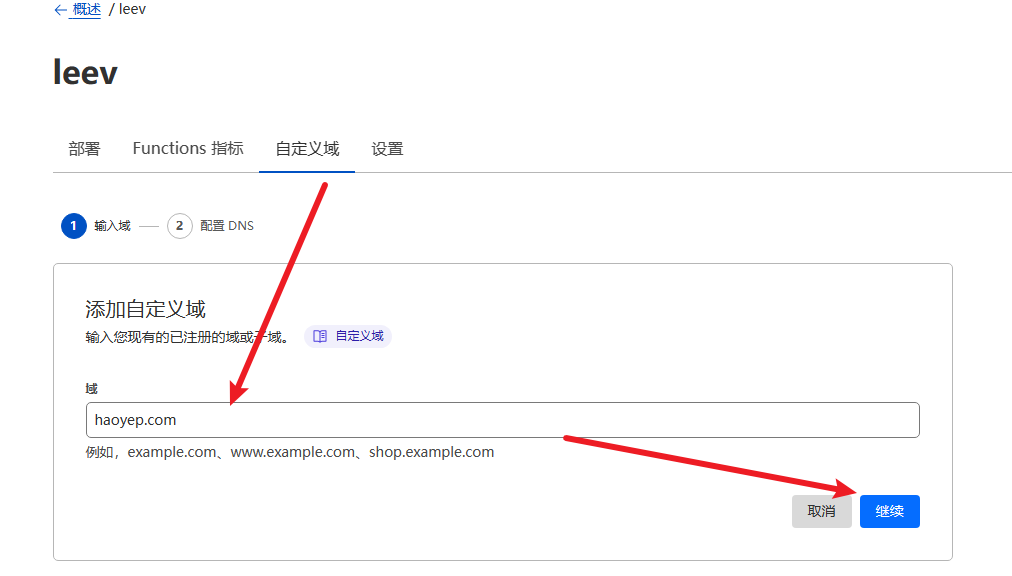 ← 概述 / leev
leev
部署 Functions 指标 自定义域 设置
1 输入域 2 配置 DNS
添加自定义域
输入您现有的已注册的域或子域。 自定义域
域
haoyep.com
例如，example.com、www.example.com、shop.example.com
取消 继续